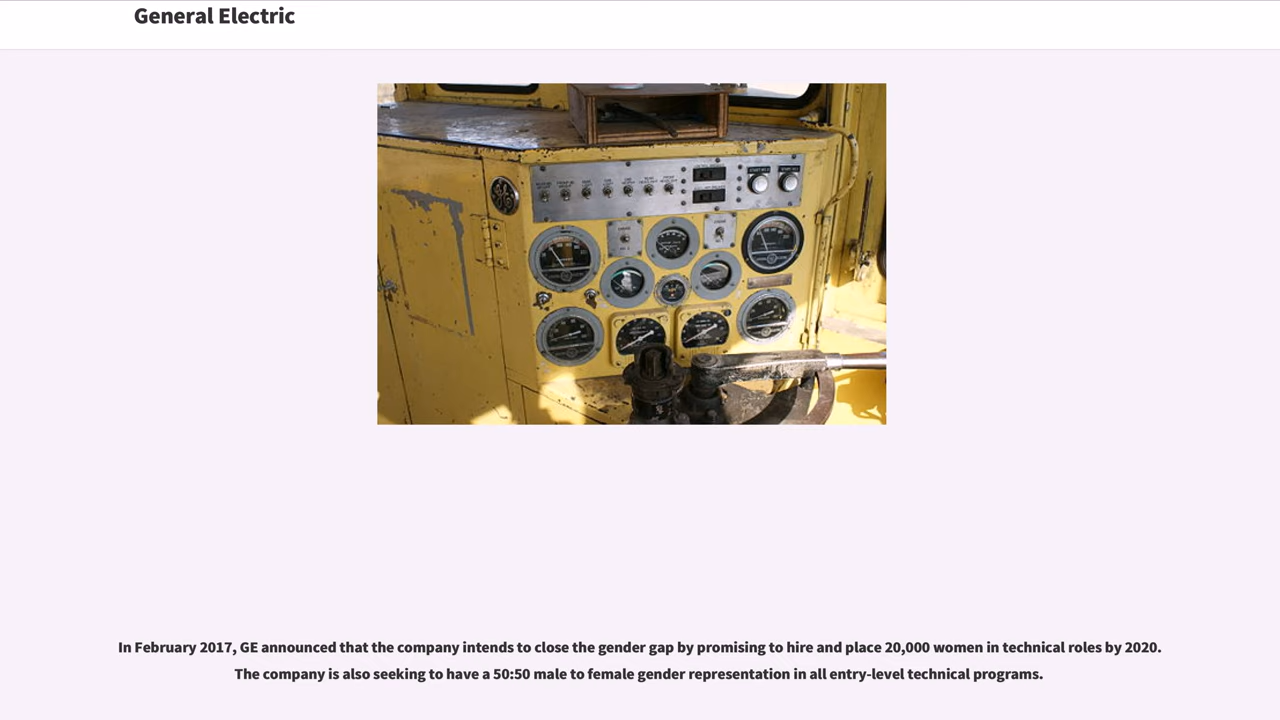 General Electric
In February 2017, GE announced that the company intends to close the gender gap by promising to hire and place 20,000 women in technical roles by 2020.
The company is also seeking to have a 50:50 male to female gender representation in all entry-level technical programs.